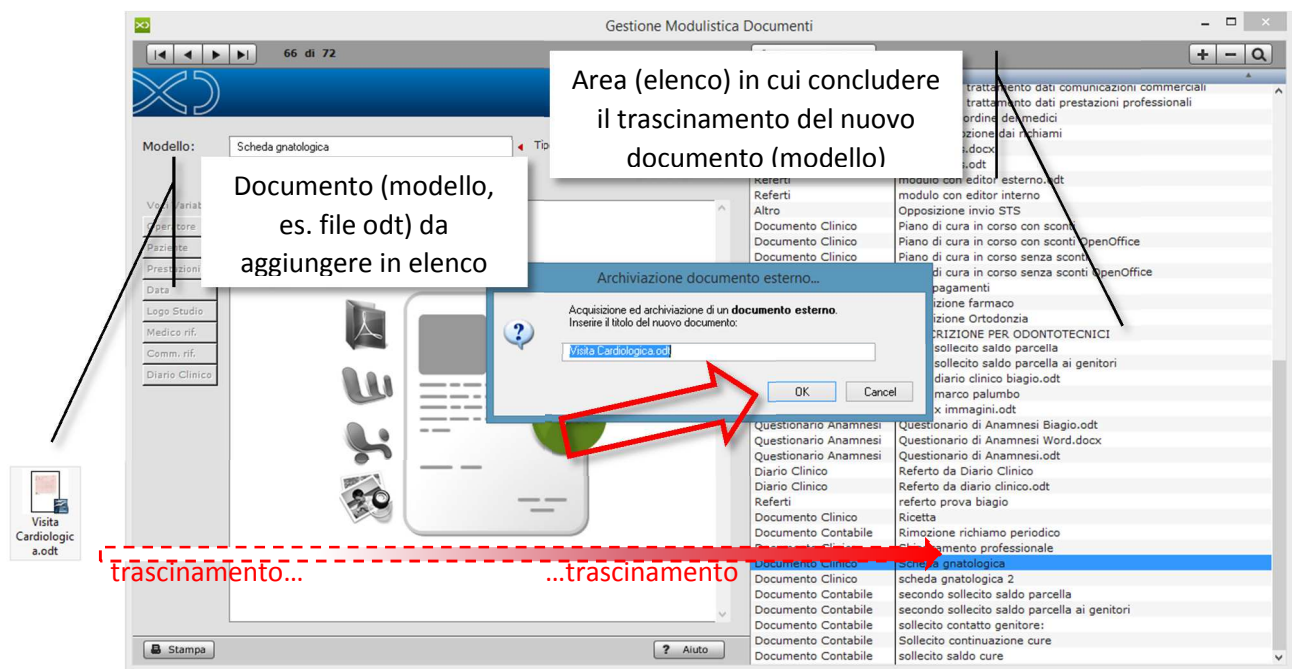 Gestione Modulistica Documenti
66 di 72
Area (elenco) in cui concludere
il trascinamento del nuovo
documento (modello)
Modello:
Scheda gnatologica
Documento (modello,
es. file odt) da
aggiungere in elenco
Operatore
Paziente
Prestazioni
Data
Logo Studio
Medico rif.
Comm. rif.
Diario Clinico
trattamento dati comunicazioni commerciali
trattamento dati prestazioni professionali
ordine dei medici
dai richiami
Referti modulo con editor esterno.odt
Referti modulo con editor interno
Altro Opposizione invio STS
Documento Clinico Piano di cura in corso con sconti
Documento Clinico Piano di cura in corso con sconti OpenOffice
Documento Clinico Piano di cura in corso senza sconti
di cura in corso senza sconti OpenOffice
pagamenti
farmaco
Ortodonzia
PER ODONTOTECNICI
sollecito saldo parcella
sollecito saldo parcella ai genitori
diario clinico biagio.odt
marco palumbo
immagini.odt
Questionario Anamnesi Questionario di Anamnesi Biagio.odt
Questionario Anamnesi Questionario di Anamnesi Word.docx
Questionario Anamnesi Questionario di Anamnesi.odt
Diario Clinico Referto da Diario Clinico
Diario Clinico Referto da diario clinico.odt
Referti referto prova biagio
Documento Clinico Ricetta
Documento Contabile Rimozione richiamo periodico
professionale
Documento Clinico Scheda gnatologica
Documento Clinico scheda gnatologica 2
Documento Contabile secondo sollecito saldo parcella
Documento Contabile secondo sollecito saldo parcella ai genitori
Documento Contabile sollecito contatto genitore:
Documento Contabile Sollecito continuazione cure
Documento Contabile sollecito saldo cure
Archiviazione documento esterno...
Acquisizione ed archiviazione di un documento esterno.
Inserire il titolo del nuovo documento:
Visita Cardiologica.odt
OK Cancel
Visita
Cardiologic
a.odt
trascinamento... ...trascinamento
Stampa
? Aiuto